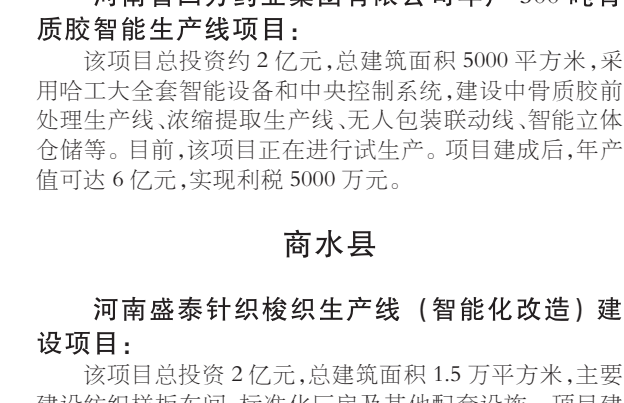 质胶智能生产线项目：
该项目总投资约 2 亿元，总建筑面积 5000 平方米，采
用哈工大全套智能设备和中央控制系统，建设中骨质胶前
处理生产线、浓缩提取生产线、无人包装联动线、智能立体
仓储等。目前，该项目正在进行试生产。项目建成后，年产
值可达 6 亿元，实现利税 5000 万元。
商水县
河南盛泰针织梭织生产线（智能化改造）建
设项目：
该项目总投资 2 亿元，总建筑面积 1.5 万平方米，主要